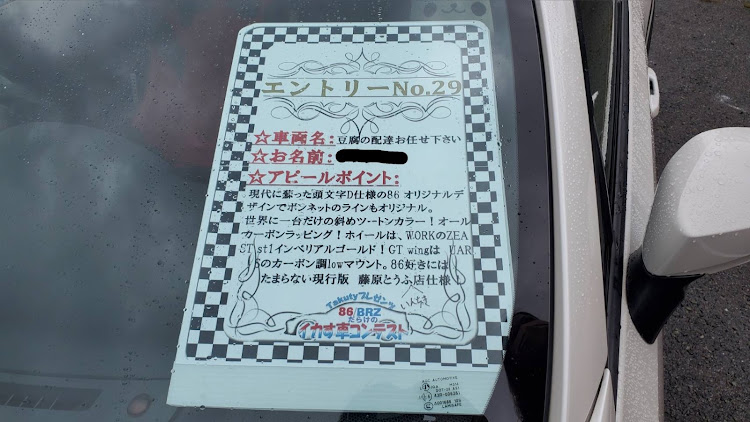 エントリーNo.29
☆車両名:豆腐の配達お任せ下さい
☆お名前:
☆アピールポイント:
現代に蘇った頭文字D仕様の86 オリジナルデ
ザインでボンネットのラインもオリジナル。
世界に一台だけの斜めツートンカラー！オール
カーボンラッピング！ホイールは、WORKのZEA
ST st1インペリアルゴールド！GT wingは VAR
Sのカーボン調lowマウント。86好きには
たまらない現行版 藤原とうふ店仕様！
Takutyプレゼンツ
86/BRZ
だらけの
イカす車コンテスト